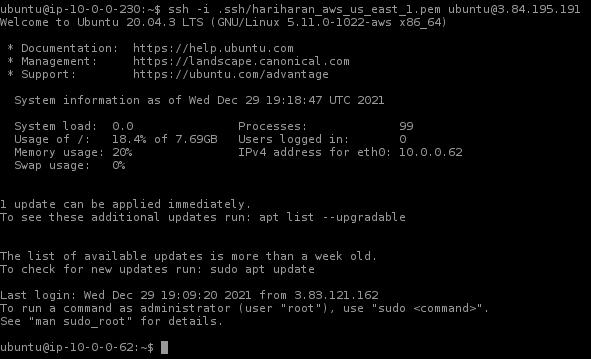 ubuntu@ip-10-0-0-230:~$ ssh -i .ssh/hariharan_aws_us_east_1.pem ubuntu@3.84.195.191
Welcome to Ubuntu 20.04.3 LTS (GNU/Linux 5.11.0-1022-aws x86_64)
* Documentation:  https://help.ubuntu.com
* Management:     https://landscape.canonical.com
* Support:        https://ubuntu.com/advantage
System information as of Wed Dec 29 19:18:47 UTC 2021
System load:  0.0               Processes:             99
Usage of /:   18.4% of 7.69GB   Users logged in:       0
Memory usage: 20%               IPv4 address for eth0: 10.0.0.62
Swap usage:   0%
1 update can be applied immediately.
To see these additional updates run: apt list --upgradable
The list of available updates is more than a week old.
To check for new updates run: sudo apt update
Last login: Wed Dec 29 19:09:20 2021 from 3.83.121.162
To run a command as administrator (user "root"), use "sudo <command>".
See "man sudo_root" for details.
ubuntu@ip-10-0-0-62:~$